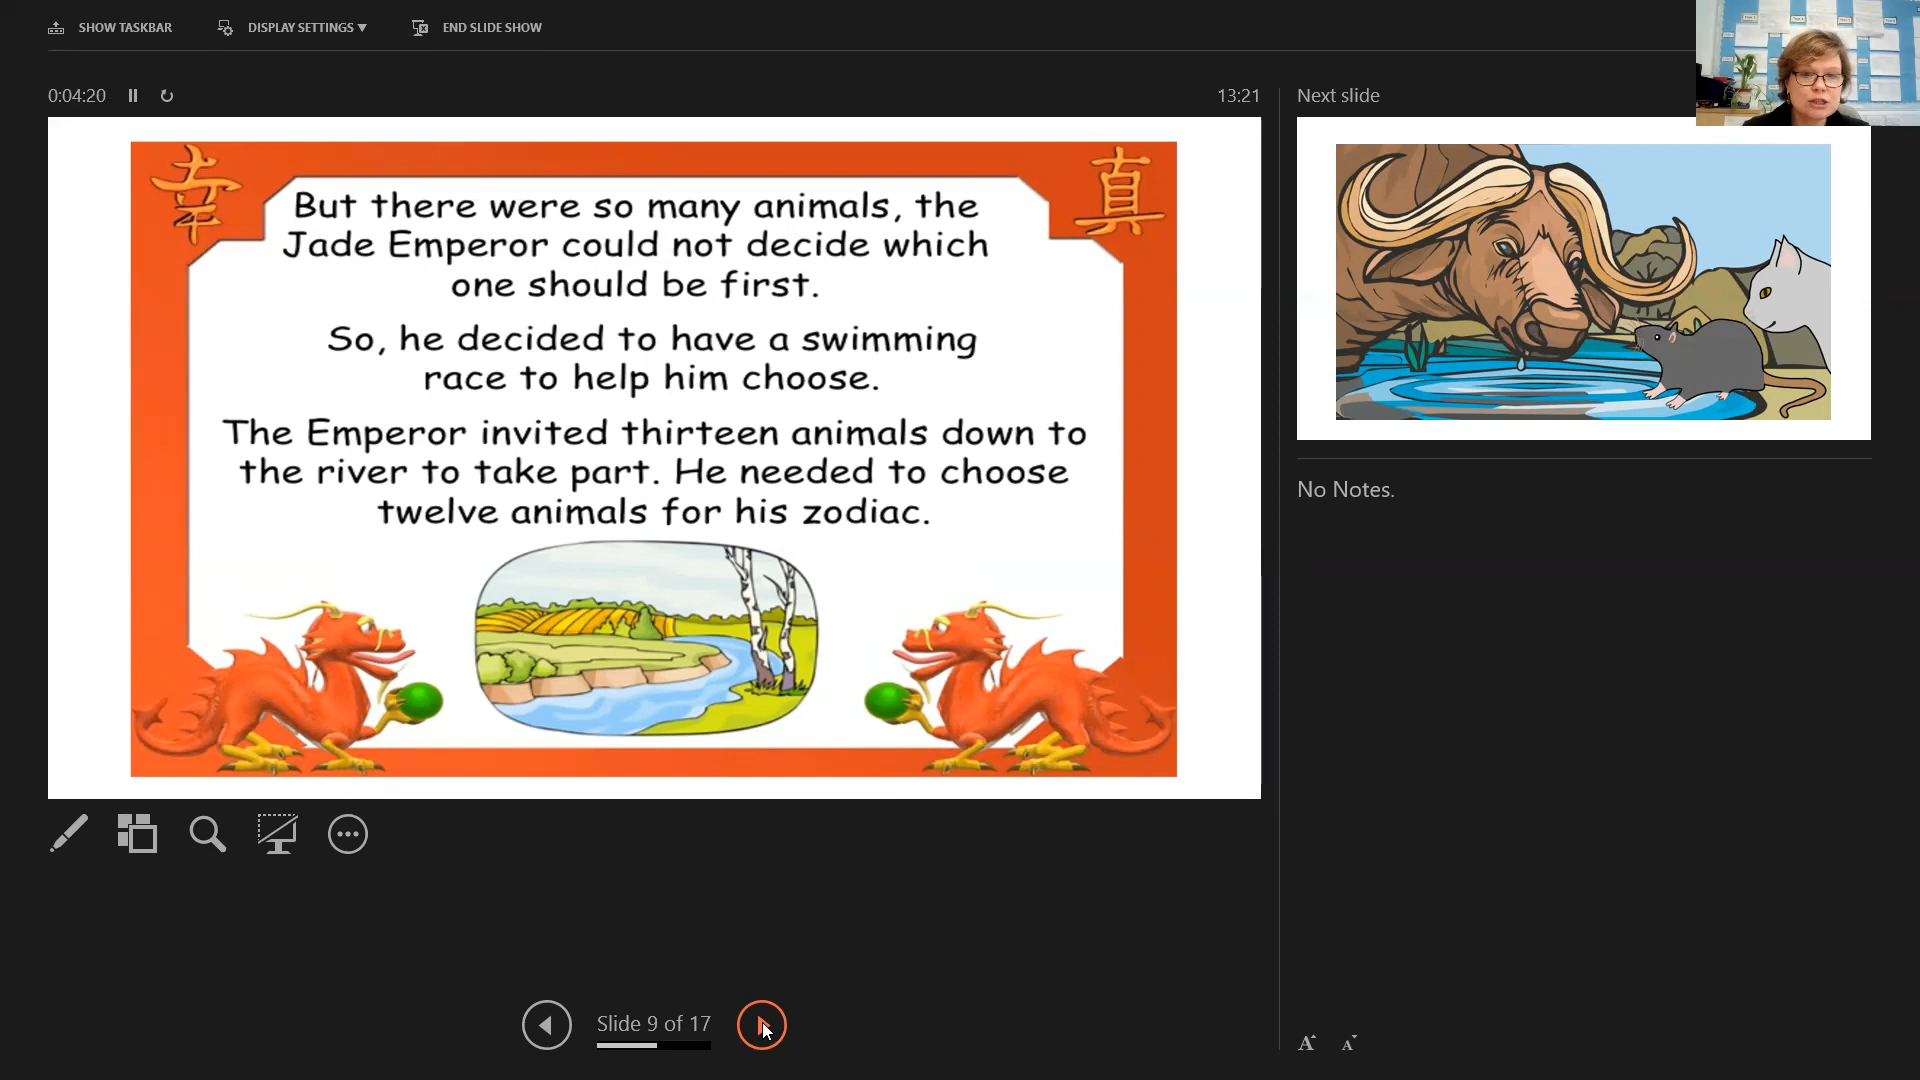 SHOW TASKBAR
DISPLAY SETTINGS ▼
END SLIDE SHOW
0:04:20
13:21
Next slide
幸
真
But there were so many animals, the
Jade Emperor could not decide which
one should be first.
So, he decided to have a swimming
race to help him choose.
The Emperor invited thirteen animals down to
the river to take part. He needed to choose
twelve animals for his zodiac.
No Notes.
Slide 9 of 17
A A